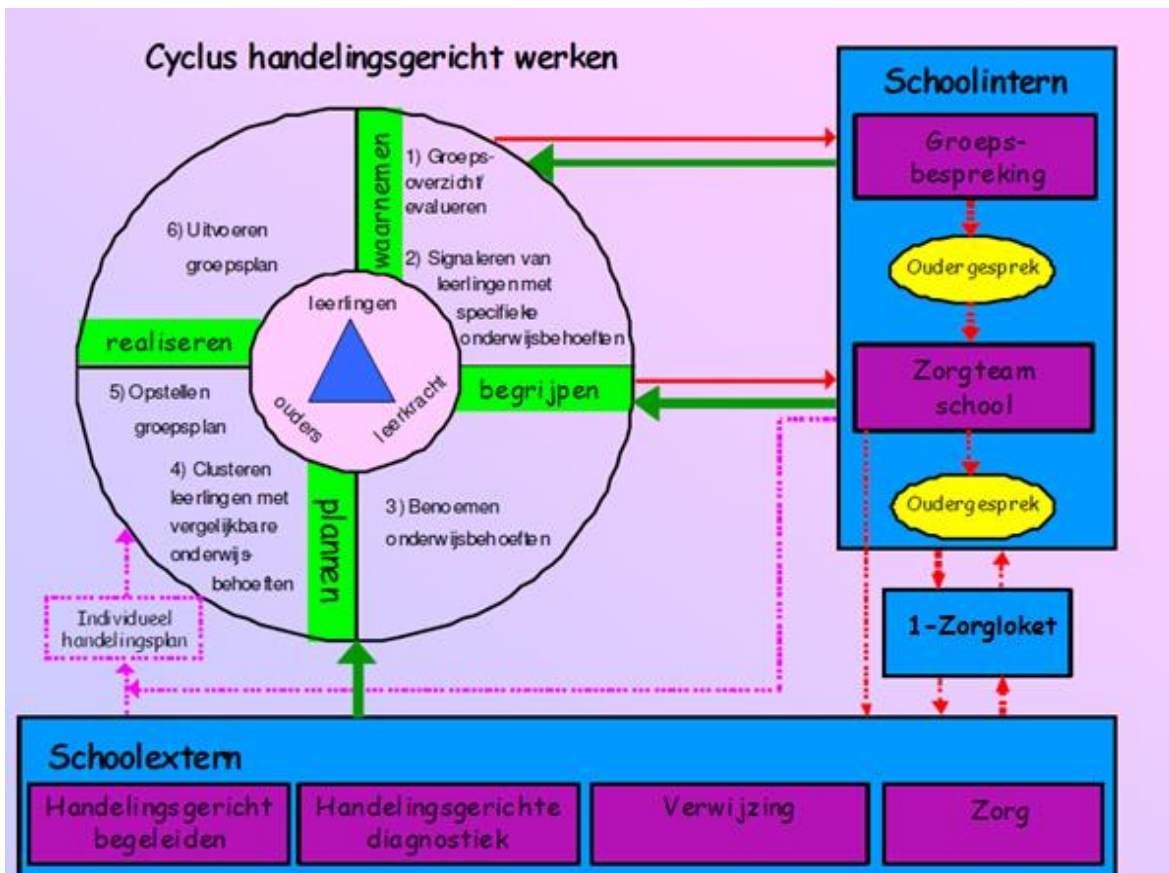 Cyclus handelingsgericht werken
waarnemen
1) Groeps-
overzicht/
evalueren
2) Signaleren van
leerlingen met
specifieke
onderwijsbehoeften
begrijpen
3) Benoemen
onderwijsbehoeften
plannen
4) Clusteren
leerlingen met
vergelijkbare
onderwijs-
behoeften
5) Opstellen
groepsplan
realiseren
6) Uitvoeren
groepsplan
leerlingen
ouders
leerkracht
Individueel
handelingsplan
Schoolintern
Groeps-
bespreking
Oudergesprek
Zorgteam
school
Oudergesprek
1-Zorgloket
Schoolextern
Handelingsgericht
begeleiden
Handelingsgerichte
diagnostiek
Verwijzing
Zorg